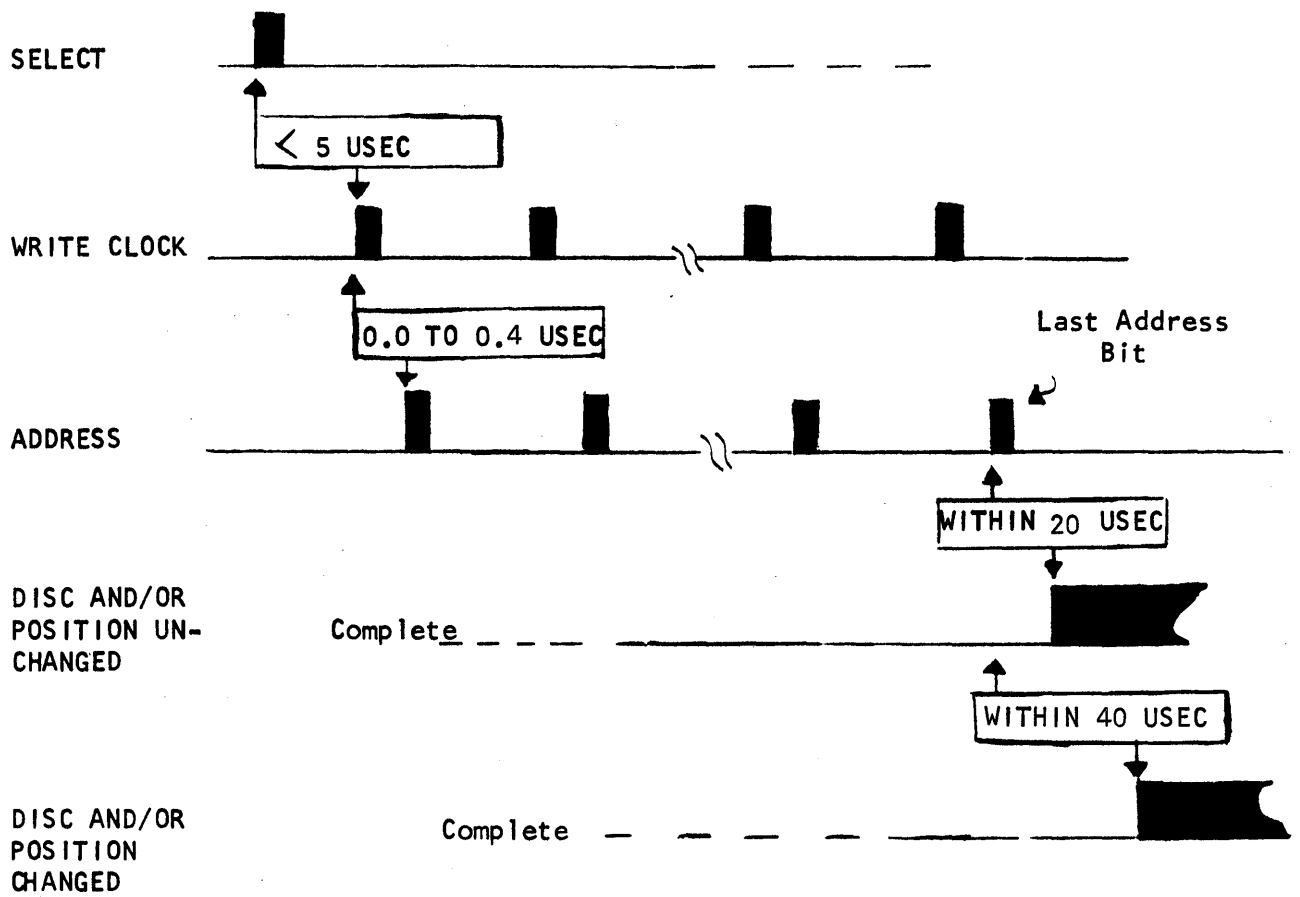 SELECT
< 5 USEC
WRITE CLOCK
0.0 TO 0.4 USEC
Last Address
Bit
ADDRESS
WITHIN 20 USEC
DISC AND/OR
POSITION UN-
CHANGED
Complete
WITHIN 40 USEC
DISC AND/OR
POSITION
CHANGED
Complete